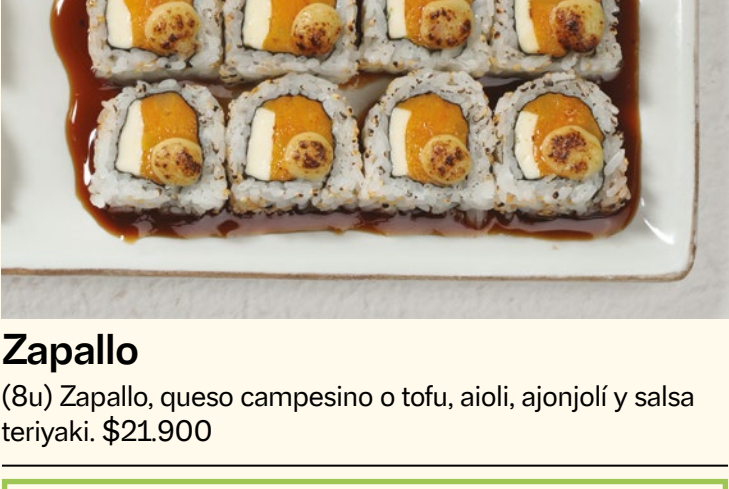 Zapallo
(8u) Zapallo, queso campesino o tofu, aioli, ajonjolí y salsa
teriyaki. $21.900